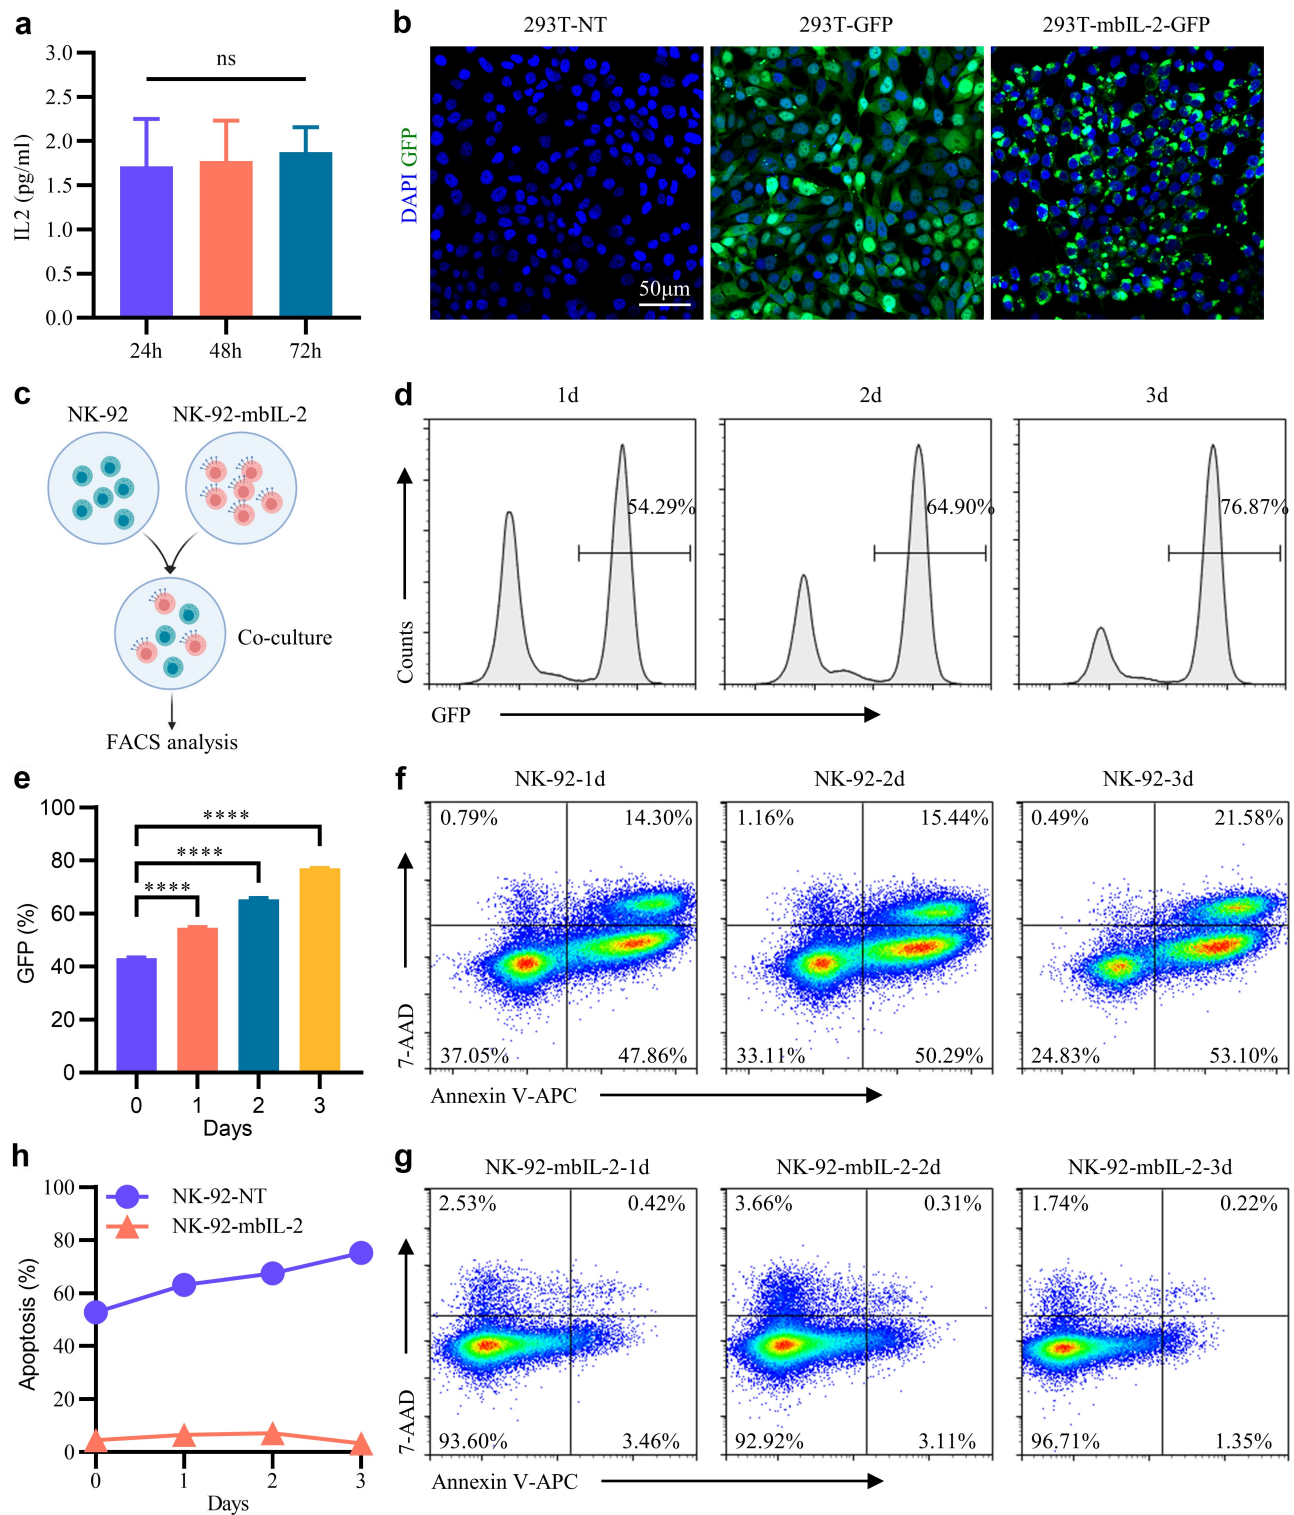 a
ns
3.0
2.5
2.0
1.5
1.0
0.5
0.0
IL2 (pg/ml)
24h 48h 72h
b
293T-NT 293T-GFP 293T-mbIL-2-GFP
DAPI GFP
50μm
c
NK-92 NK-92-mbIL-2
Co-culture
FACS analysis
d
1d 2d 3d
54.29% 64.90% 76.87%
Counts
GFP
e
100
80
60
40
20
0
GFP (%)
****
****
****
0 1 2 3
Days
f
NK-92-1d NK-92-2d NK-92-3d
0.79% 14.30% 1.16% 15.44% 0.49% 21.58%
37.05% 47.86% 33.11% 50.29% 24.83% 53.10%
7-AAD
Annexin V-APC
h
100
80
60
40
20
0
Apoptosis (%)
NK-92-NT
NK-92-mbIL-2
0 1 2 3
Days
g
NK-92-mbIL-2-1d NK-92-mbIL-2-2d NK-92-mbIL-2-3d
2.53% 0.42% 3.66% 0.31% 1.74% 0.22%
93.60% 3.46% 92.92% 3.11% 96.71% 1.35%
7-AAD
Annexin V-APC